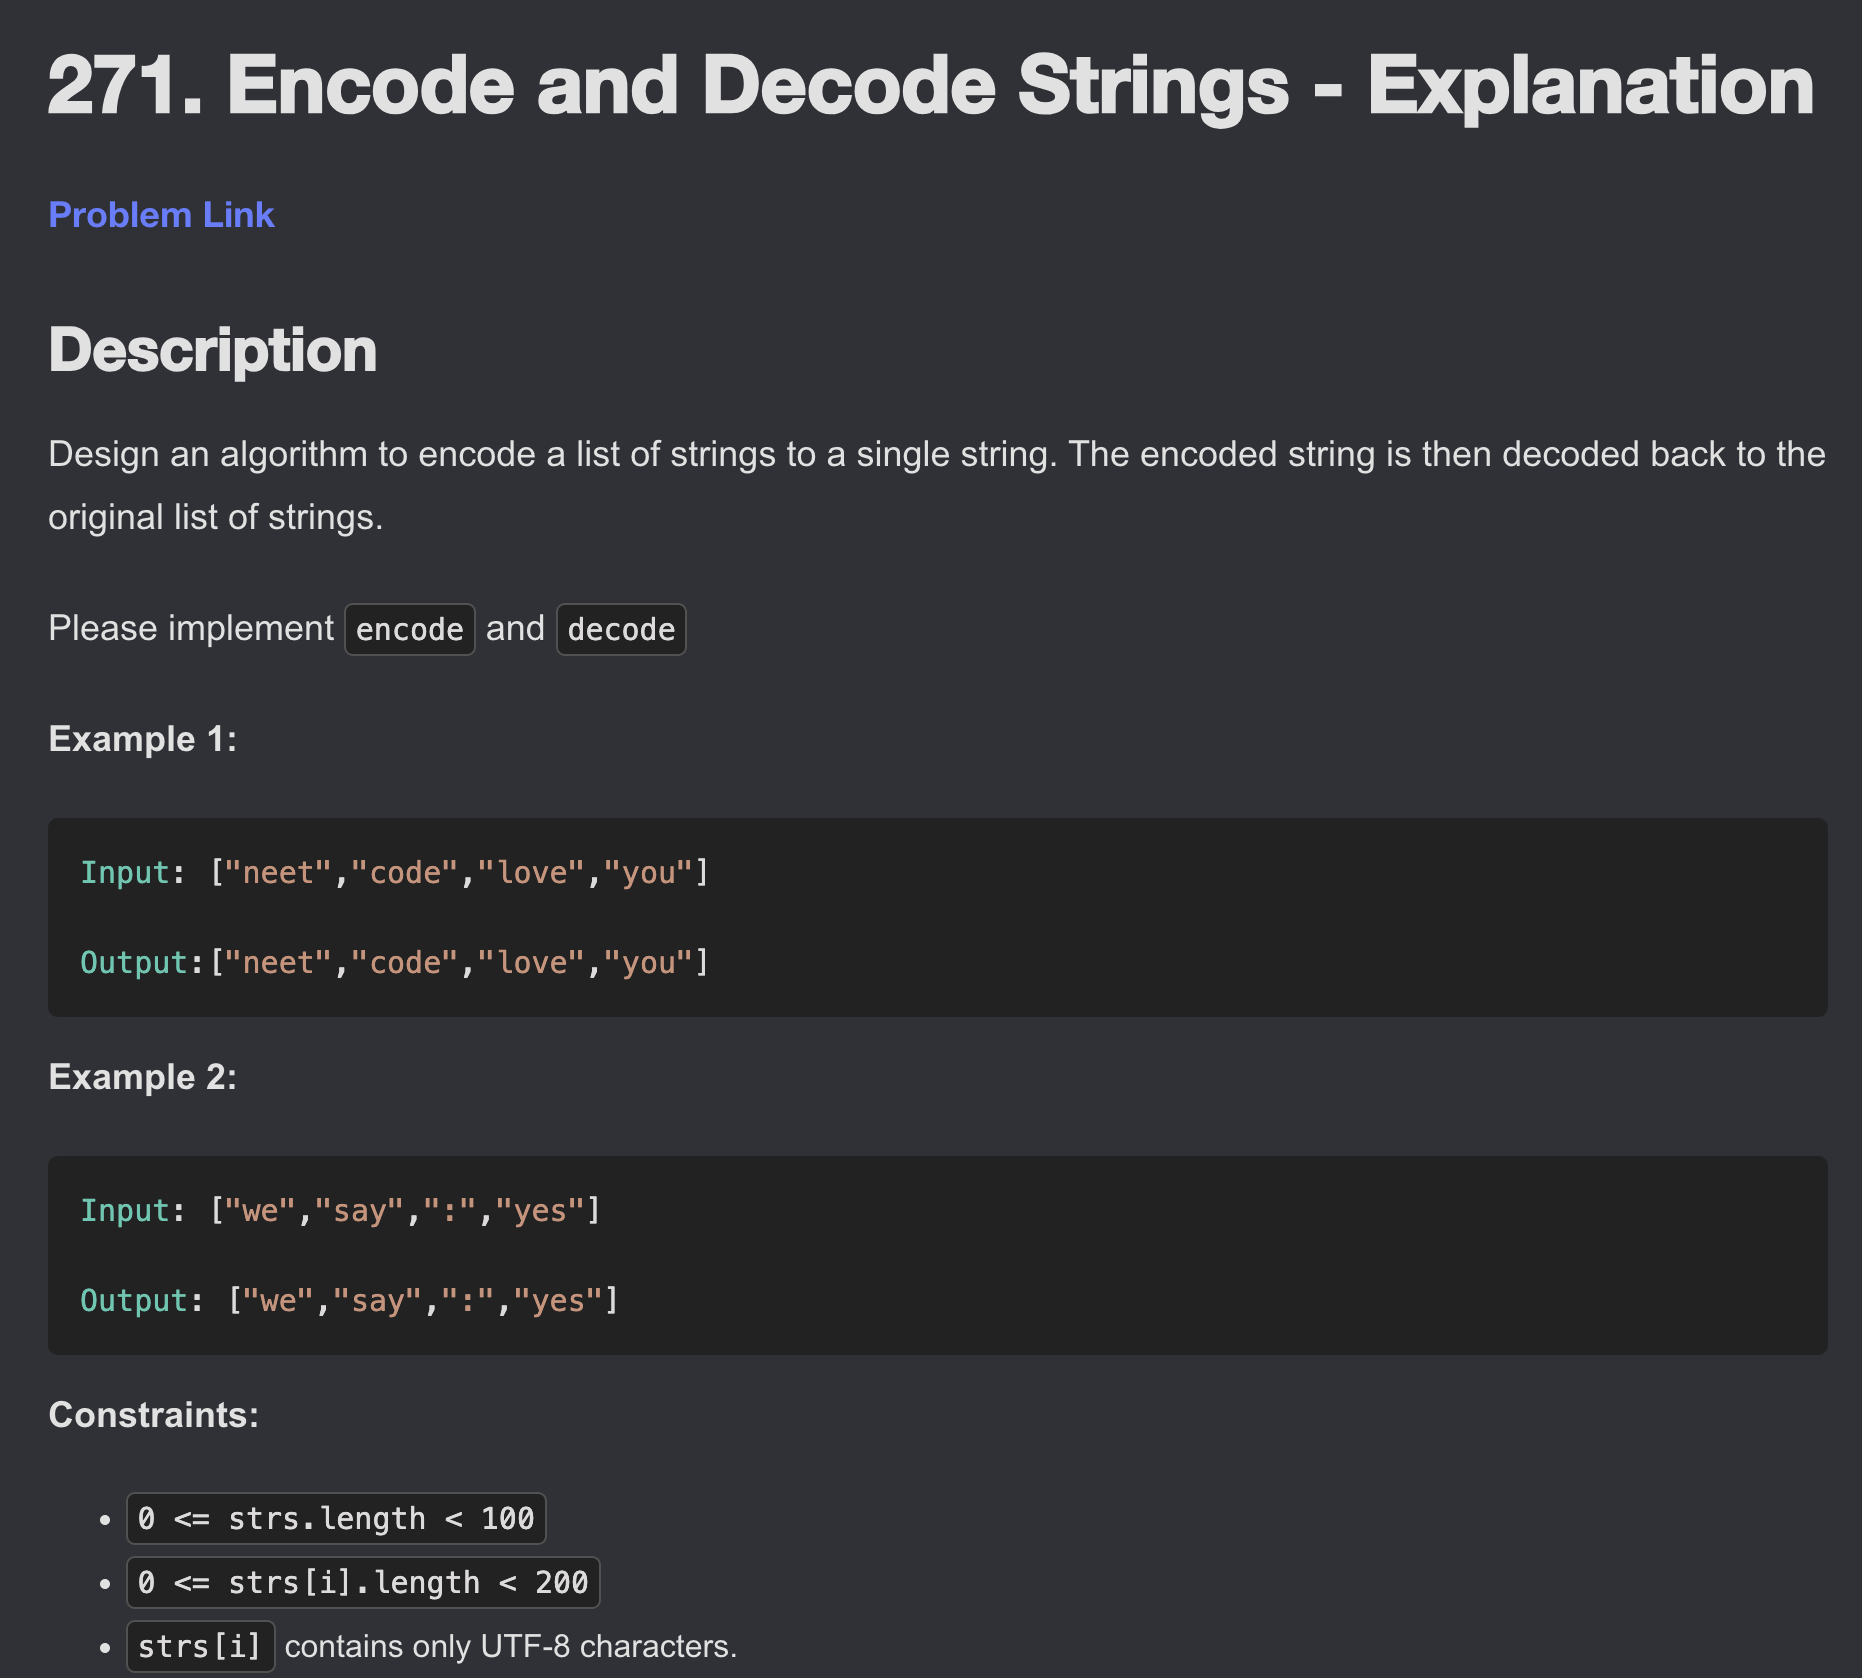 271. Encode and Decode Strings - Explanation
Problem Link
Description
Design an algorithm to encode a list of strings to a single string. The encoded string is then decoded back to the
original list of strings.
Please implement encode and decode
Example 1:
Input: ["neet","code","love","you"]
Output:["neet","code","love","you"]
Example 2:
Input: ["we","say",":","yes"]
Output: ["we","say",":","yes"]
Constraints:
• 0 <= strs.length < 100
• 0 <= strs[i].length < 200
• strs[i] contains only UTF-8 characters.